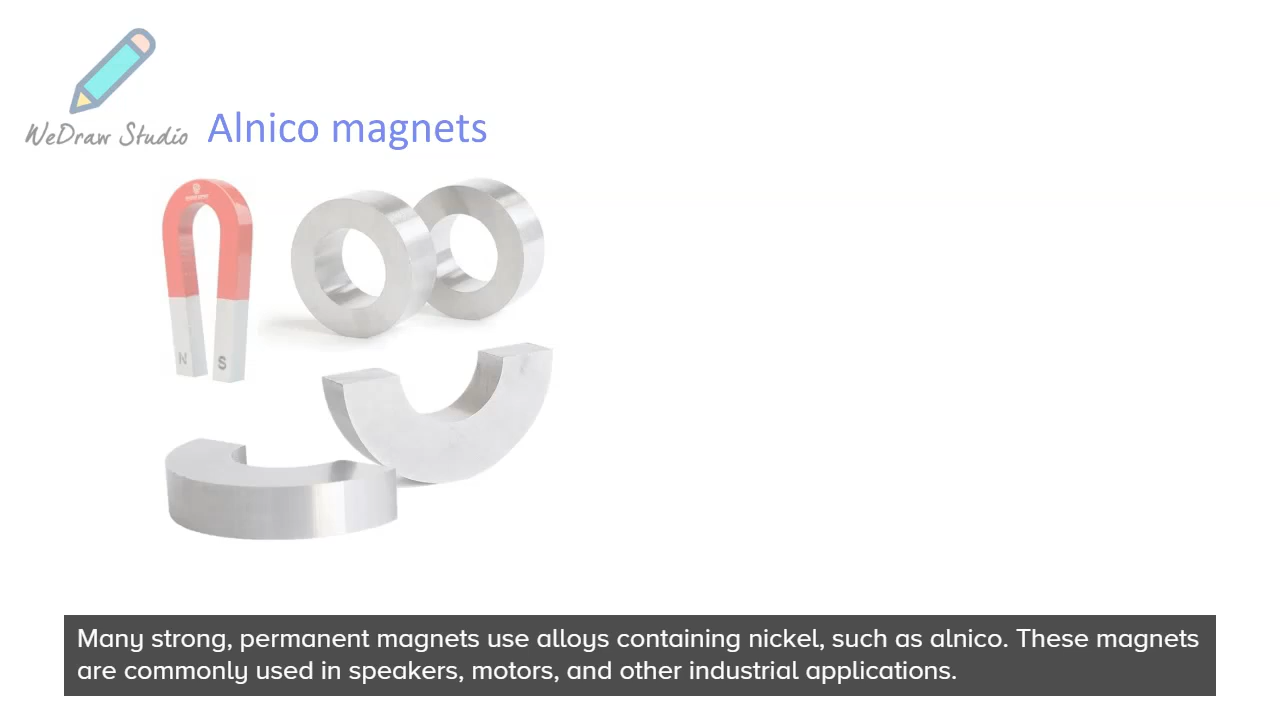 WeDraw Studio
Alnico magnets
N
S
Many strong, permanent magnets use alloys containing nickel, such as alnico. These magnets
are commonly used in speakers, motors, and other industrial applications.